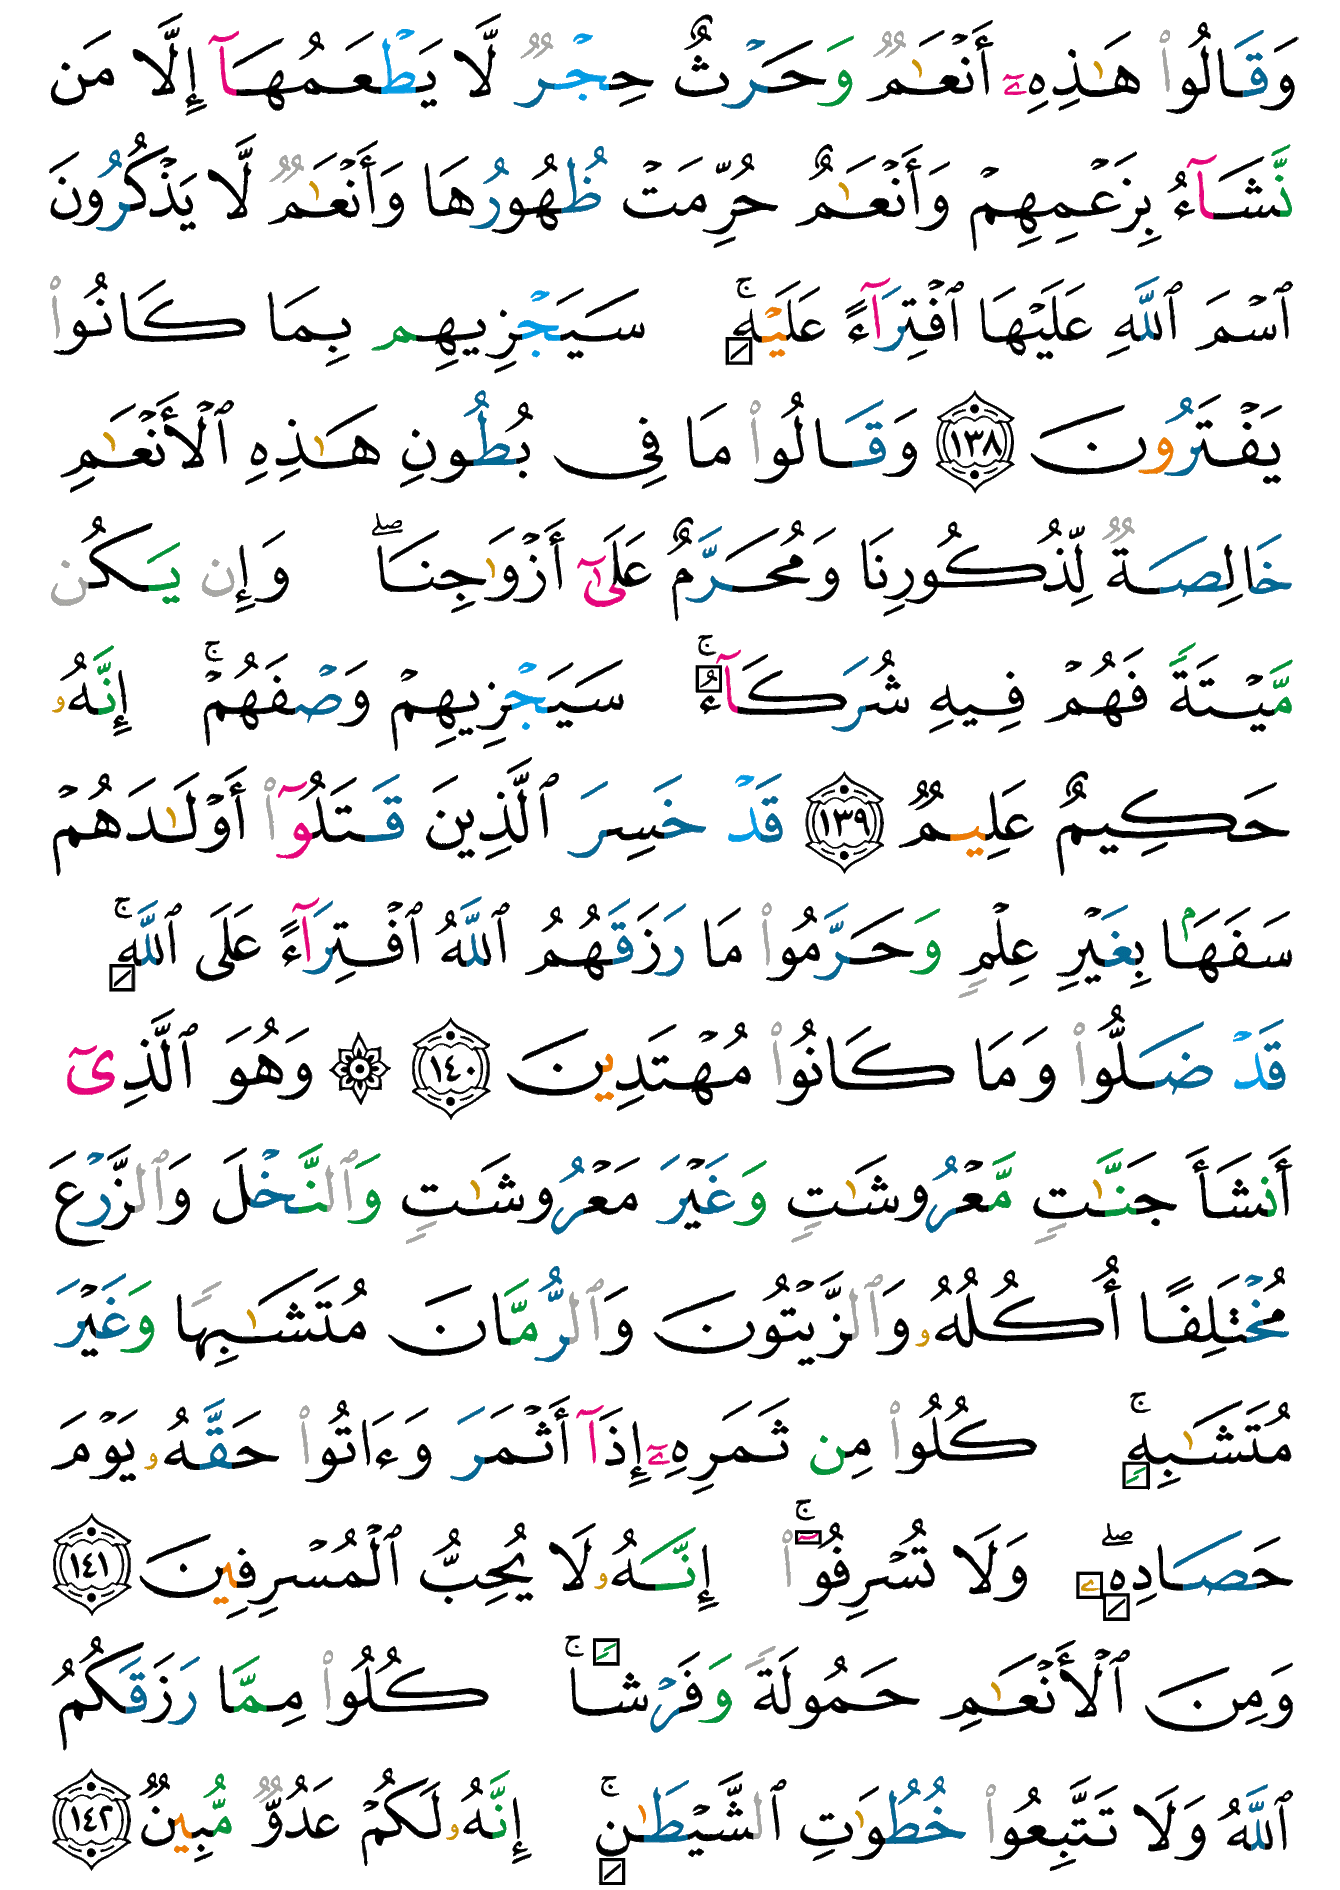 وَقَالُوا۟ هَـٰذِهِۦٓ أَنْعَـٰمٌ وَحَرْثٌ حِجْرٌ لَّا يَطْعَمُهَآ إِلَّا مَن
نَّشَآءُ بِزَعْمِهِمْ وَأَنْعَـٰمٌ حُرِّمَتْ ظُهُورُهَا وَأَنْعَـٰمٌ لَّا يَذْكُرُونَ
ٱسْمَ ٱللَّهِ عَلَيْهَا ٱفْتِرَآءً عَلَيْهِ ۚ سَيَجْزِيهِم بِمَا كَانُوا۟
يَفْتَرُونَ ١٣٨ وَقَالُوا۟ مَا فِى بُطُونِ هَـٰذِهِ ٱلْأَنْعَـٰمِ
خَالِصَةٌ لِّذُكُورِنَا وَمُحَرَّمٌ عَلَىٰٓ أَزْوَٰجِنَا ۖ وَإِن يَكُن
مَّيْتَةً فَهُمْ فِيهِ شُرَكَآءُ ۚ سَيَجْزِيهِمْ وَصْفَهُمْ ۚ إِنَّهُۥ
حَكِيمٌ عَلِيمٌ ١٣٩ قَدْ خَسِرَ ٱلَّذِينَ قَتَلُوٓا۟ أَوْلَـٰدَهُمْ
سَفَهَۢا بِغَيْرِ عِلْمٍ وَحَرَّمُوا۟ مَا رَزَقَهُمُ ٱللَّهُ ٱفْتِرَآءً عَلَى ٱللَّهِ ۚ
قَدْ ضَلُّوا۟ وَمَا كَانُوا۟ مُهْتَدِينَ ١٤٠ ۞ وَهُوَ ٱلَّذِىٓ
أَنشَأَ جَنَّـٰتٍ مَّعْرُوشَـٰتٍ وَغَيْرَ مَعْرُوشَـٰتٍ وَٱلنَّخْلَ وَٱلزَّرْعَ
مُخْتَلِفًا أُكُلُهُۥ وَٱلزَّيْتُونَ وَٱلرُّمَّانَ مُتَشَـٰبِهًا وَغَيْرَ
مُتَشَـٰبِهٍ ۚ كُلُوا۟ مِن ثَمَرِهِۦٓ إِذَآ أَثْمَرَ وَءَاتُوا۟ حَقَّهُۥ يَوْمَ
حَصَادِهِۦ ۖ وَلَا تُسْرِفُوٓا۟ ۚ إِنَّهُۥ لَا يُحِبُّ ٱلْمُسْرِفِينَ ١٤١
وَمِنَ ٱلْأَنْعَـٰمِ حَمُولَةً وَفَرْشًا ۚ كُلُوا۟ مِمَّا رَزَقَكُمُ
ٱللَّهُ وَلَا تَتَّبِعُوا۟ خُطُوَٰتِ ٱلشَّيْطَـٰنِ ۚ إِنَّهُۥ لَكُمْ عَدُوٌّ مُّبِينٌ ١٤٢